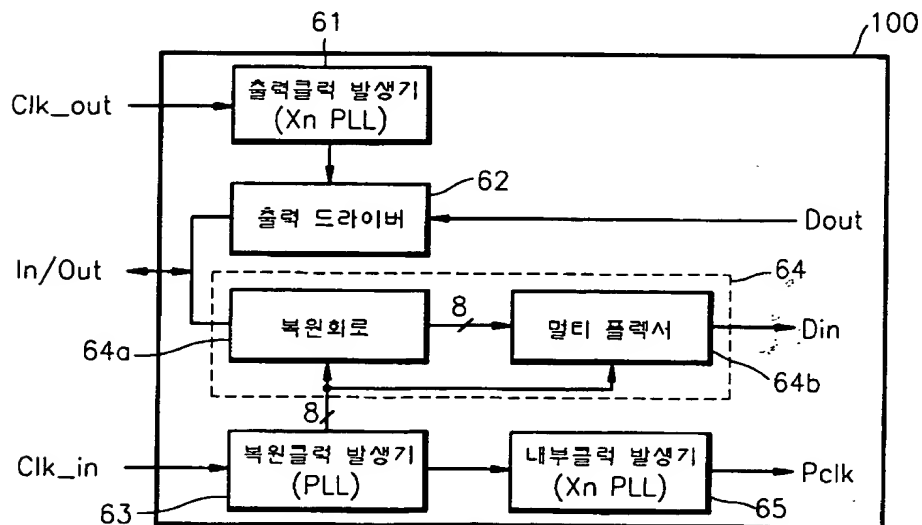 61
100
Clk_out
출력클럭 발생기
(Xn PLL)
62
출력 드라이버
Dout
In/Out
64
복원회로
8
멀티 플렉서
Din
64a
64b
8
Clk_in
복원클럭 발생기
(PLL)
내부클럭 발생기
(Xn PLL)
Pclk
63
65